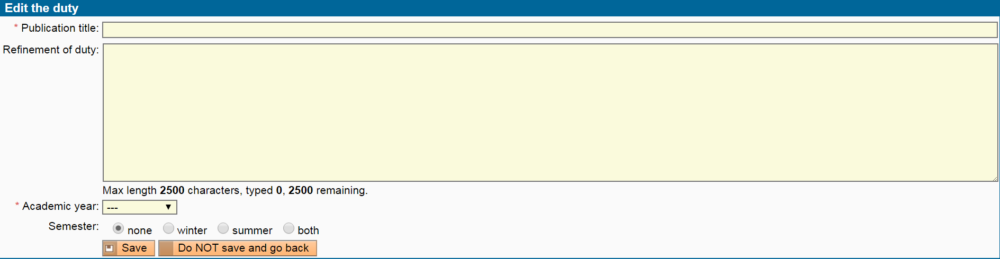 Edit the duty
* Publication title:
Refinement of duty:
Max length 2500 characters, typed 0, 2500 remaining.
* Academic year: ---
Semester: none winter summer both
Save Do NOT save and go back